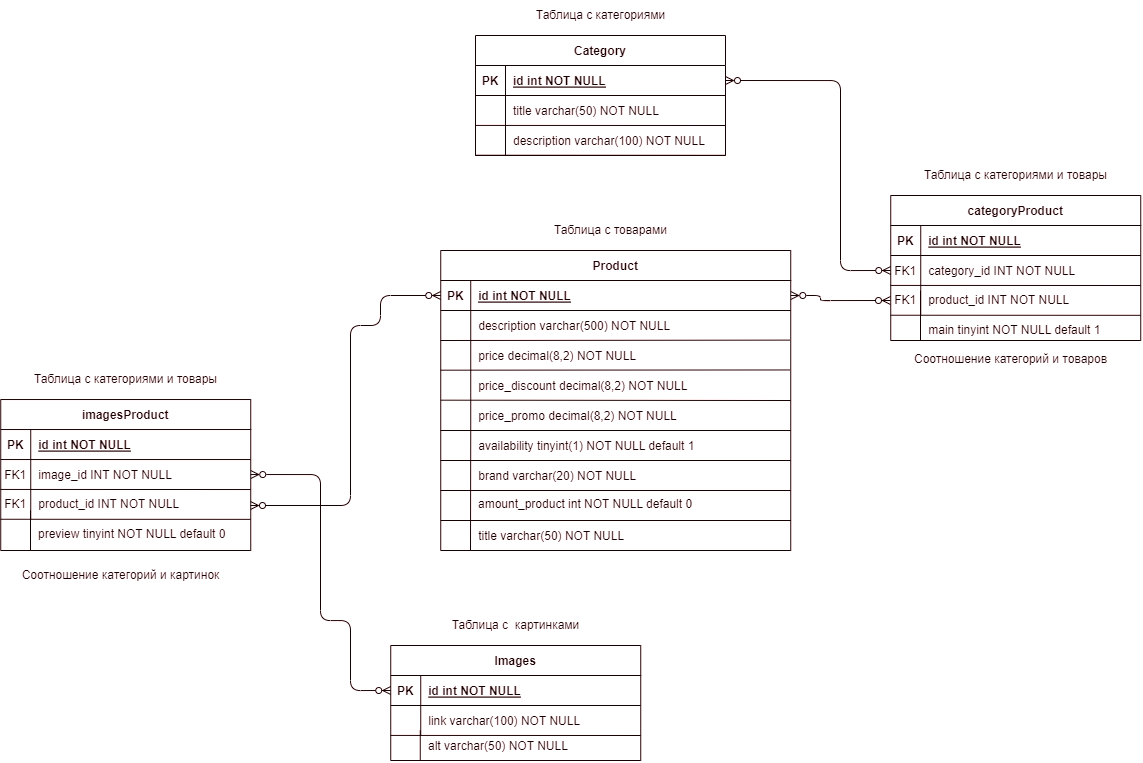 Таблица с категориями
Category
PK id int NOT NULL
title varchar(50) NOT NULL
description varchar(100) NOT NULL
Таблица с категориями и товары
categoryProduct
PK id int NOT NULL
FK1 category_id INT NOT NULL
FK1 product_id INT NOT NULL
main tinyint NOT NULL default 1
Соотношение категорий и товаров
Таблица с товарами
Product
PK id int NOT NULL
description varchar(500) NOT NULL
price decimal(8,2) NOT NULL
price_discount decimal(8,2) NOT NULL
price_promo decimal(8,2) NOT NULL
availability tinyint(1) NOT NULL default 1
brand varchar(20) NOT NULL
amount_product int NOT NULL default 0
title varchar(50) NOT NULL
Таблица с категориями и товары
imagesProduct
PK id int NOT NULL
FK1 image_id INT NOT NULL
FK1 product_id INT NOT NULL
preview tinyint NOT NULL default 0
Соотношение категорий и картинок
Таблица с картинками
Images
PK id int NOT NULL
link varchar(100) NOT NULL
alt varchar(50) NOT NULL